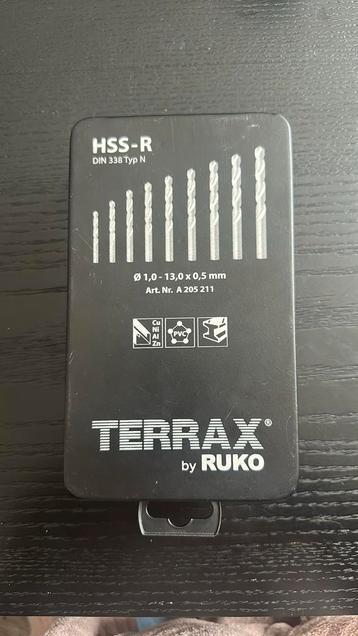 HSS-R
DIN 338 Typ N
Ø 1,0 - 13,0 x 0,5 mm
Art. Nr. A 205 211
Cu
Ni
Al
Zn
PVC
TERRAX®
by RUKO